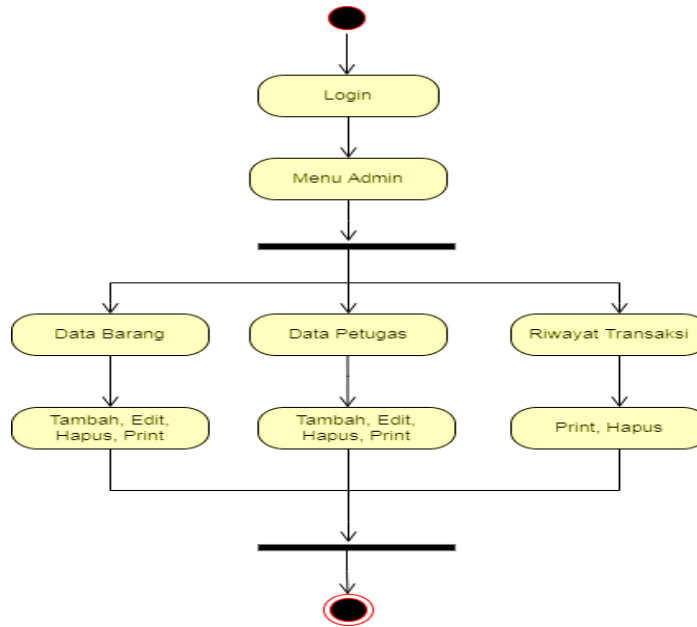 Login
Menu Admin
Data Barang
Data Petugas
Riwayat Transaksi
Tambah, Edit,
Hapus, Print
Tambah, Edit,
Hapus, Print
Print, Hapus